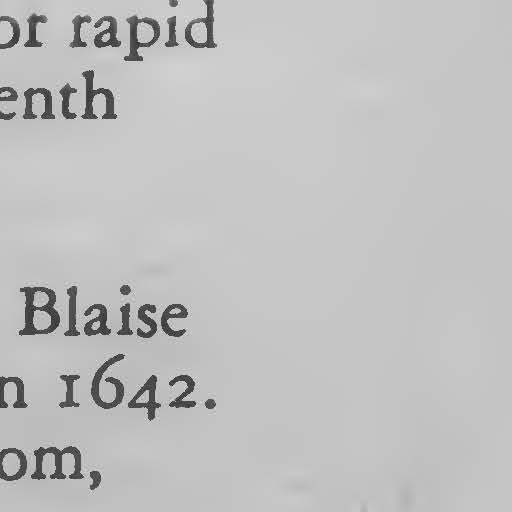 or rapid
enth
Blaise
n 1642.
om,